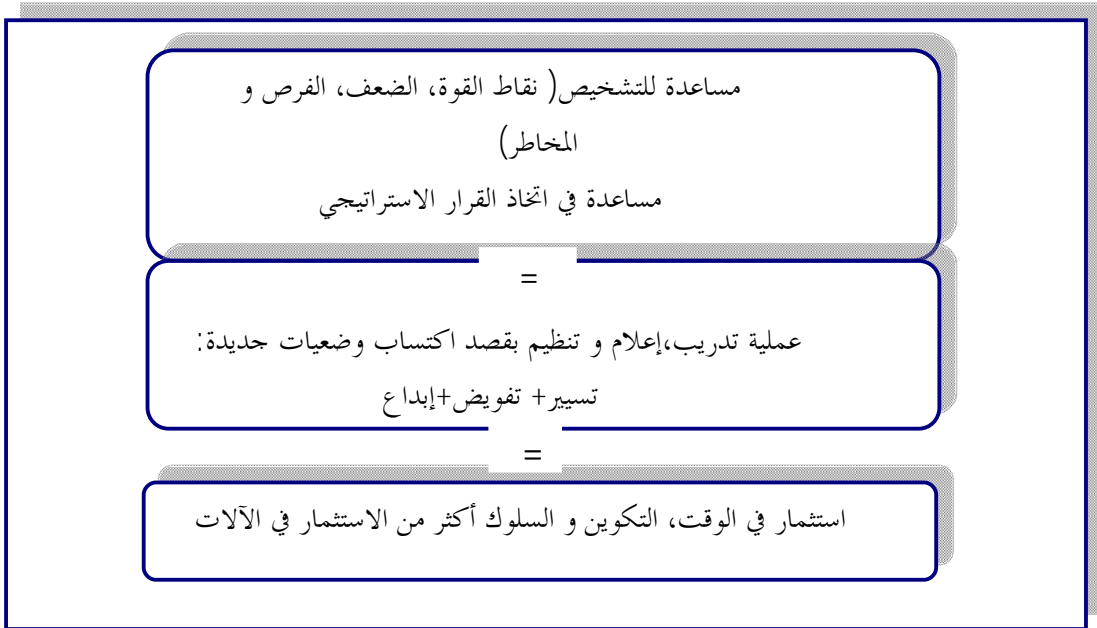 مساعدة للتشخيص( نقاط القوة، الضعف، الفرص و
المخاطر)
مساعدة في اتخاذ القرار الاستراتيجي
=
عملية تدريب،إعلام و تنظيم بقصد اكتساب وضعيات جديدة:
تسيير+ تفويض+إبداع
=
استثمار في الوقت، التكوين و السلوك أكثر من الاستثمار في الآلات